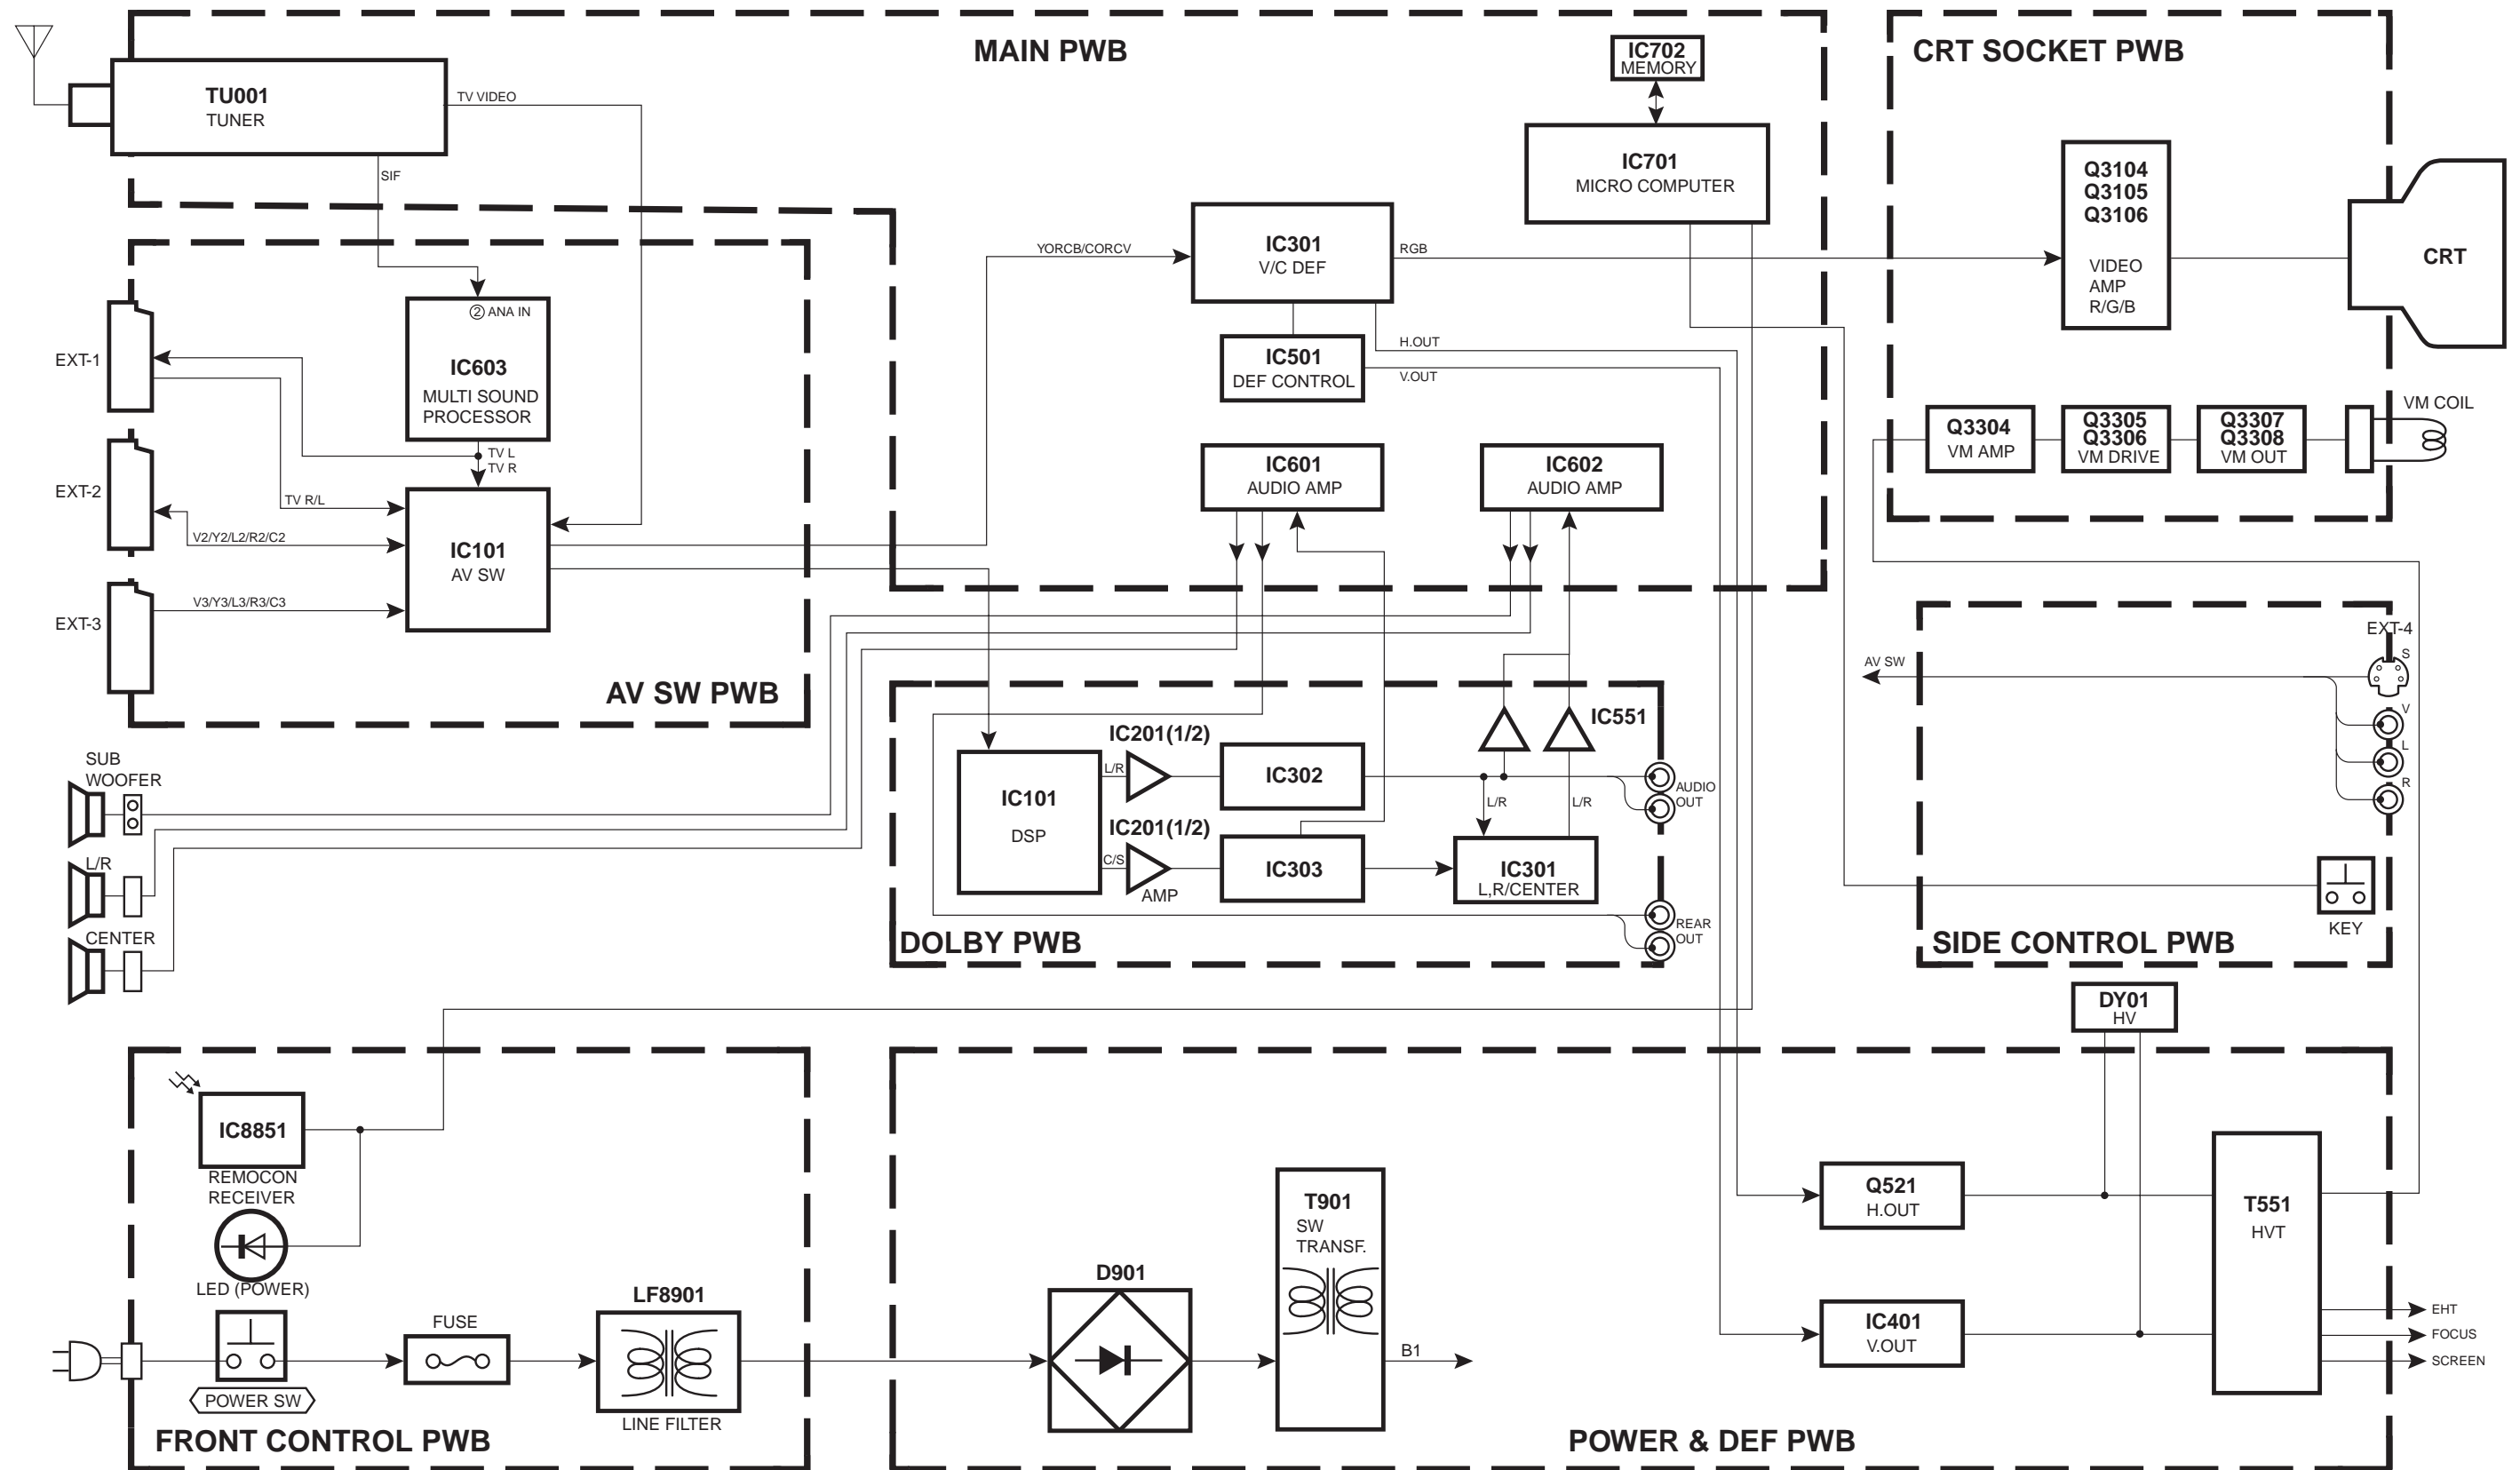 MAIN PWB
TU001
TUNER
TV VIDEO
SIF
IC702
MEMORY
IC701
MICRO COMPUTER
IC301
V/C DEF
YORCB/CORCV
RGB
IC501
DEF CONTROL
H.OUT
V.OUT
IC601
AUDIO AMP
IC602
AUDIO AMP
CRT SOCKET PWB
Q3104
Q3105
Q3106
VIDEO
AMP
R/G/B
CRT
Q3304
VM AMP
Q3305
Q3306
VM DRIVE
Q3307
Q3308
VM OUT
VM COIL
② ANA IN
IC603
MULTI SOUND
PROCESSOR
TV L
TV R
EXT-1
EXT-2
EXT-3
TV R/L
V2/Y2/L2/R2/C2
V3/Y3/L3/R3/C3
IC101
AV SW
AV SW PWB
SUB
WOOFER
L/R
CENTER
IC101
DSP
L/R
C/S
IC201(1/2)
IC201(1/2)
AMP
IC302
IC303
IC551
L/R
L/R
IC301
L,R/CENTER
AUDIO
OUT
REAR
OUT
DOLBY PWB
EXT-4
S
V
L
R
AV SW
KEY
SIDE CONTROL PWB
IC8851
REMOCON
RECEIVER
LED (POWER)
POWER SW
FUSE
LF8901
LINE FILTER
FRONT CONTROL PWB
DY01
HV
D901
T901
SW
TRANSF.
B1
Q521
H.OUT
IC401
V.OUT
T551
HVT
EHT
FOCUS
SCREEN
POWER & DEF PWB